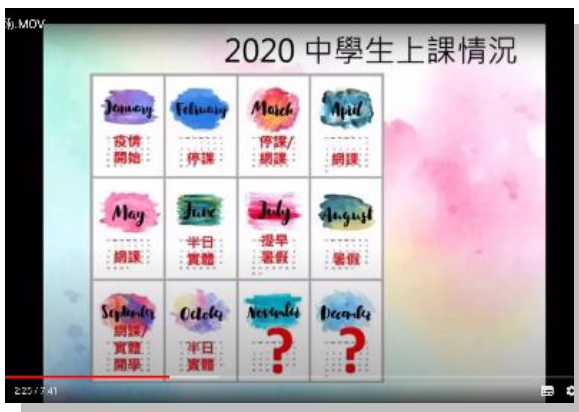 .MOV
2020 中學生上課情況
January February March April
疫情 停課/
開始 停課 網課 網課
May June July August
半日 提早
網課 實體 暑假 暑假
September October November December
網課/
實體 半日 ? ?
開學 實體
2:25 / 7:41